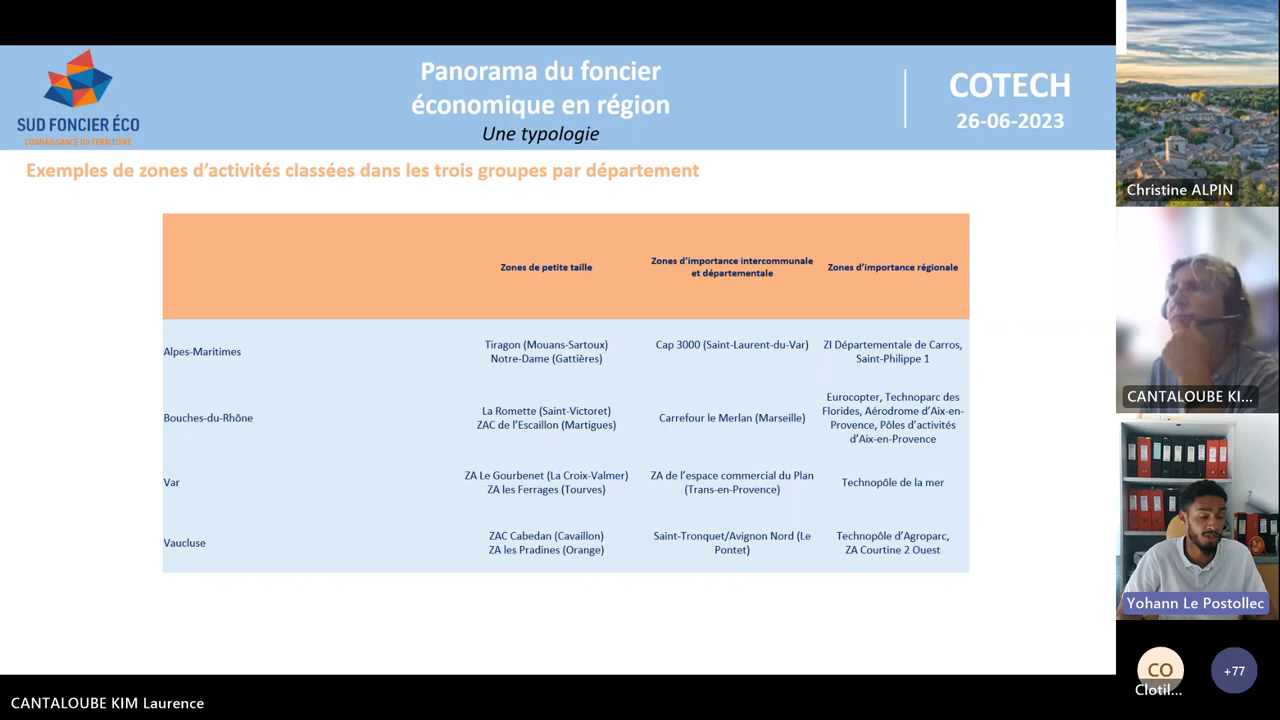 SUD FONCIER ÉCO
CONNAISSANCE DU TERRITOIRE
Panorama du foncier
économique en région
Une typologie
COTECH
26-06-2023
Exemples de zones d'activités classées dans les trois groupes par département
Zones de petite taille
Zones d'importance intercommunale
et départementale
Zones d'importance régionale
Alpes-Maritimes
Tiragon (Mouans-Sartoux)
Notre-Dame (Gattières)
Cap 3000 (Saint-Laurent-du-Var)
ZI Départementale de Carros,
Saint-Philippe 1
Bouches-du-Rhône
La Romette (Saint-Victoret)
ZAC de l'Escaillon (Martigues)
Carrefour le Merlan (Marseille)
Eurocopter, Technoparc des
Florides, Aérodrome d'Aix-en-
Provence, Pôles d'activités
d'Aix-en-Provence
Var
ZA Le Gourbenet (La Croix-Valmer)
ZA les Ferrages (Tourves)
ZA de l'espace commercial du Plan
(Trans-en-Provence)
Technopôle de la mer
Vaucluse
ZAC Cabedan (Cavaillon)
ZA les Pradines (Orange)
Saint-Tronquet/Avignon Nord (Le
Pontet)
Technopôle d'Agroparc,
ZA Courtine 2 Ouest
Christine ALPIN
CANTALOUBE KI...
Yohann Le Postollec
CO
Clotil...
+77
CANTALOUBE KIM Laurence